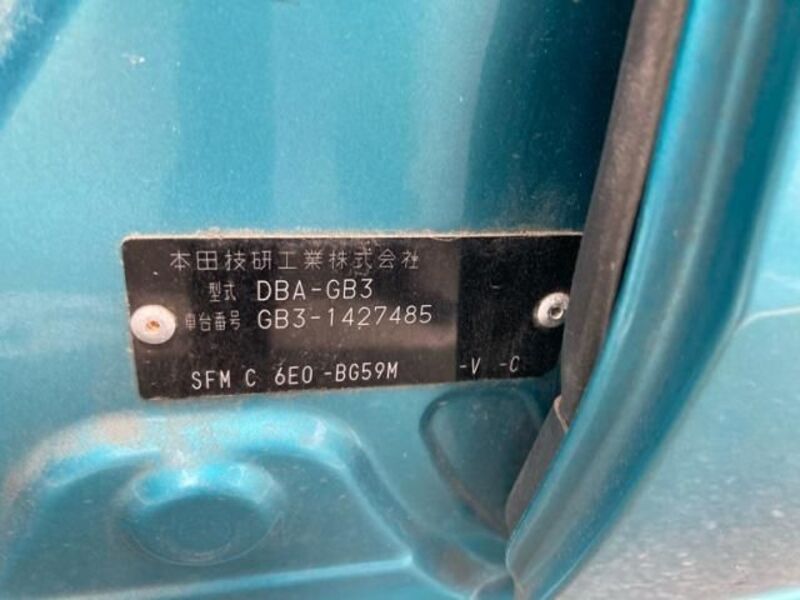 本田技研工業株式会社
型式 DBA-GB3
車台番号 GB3-1427485
SFM C 6E0 -BG59M -V -C